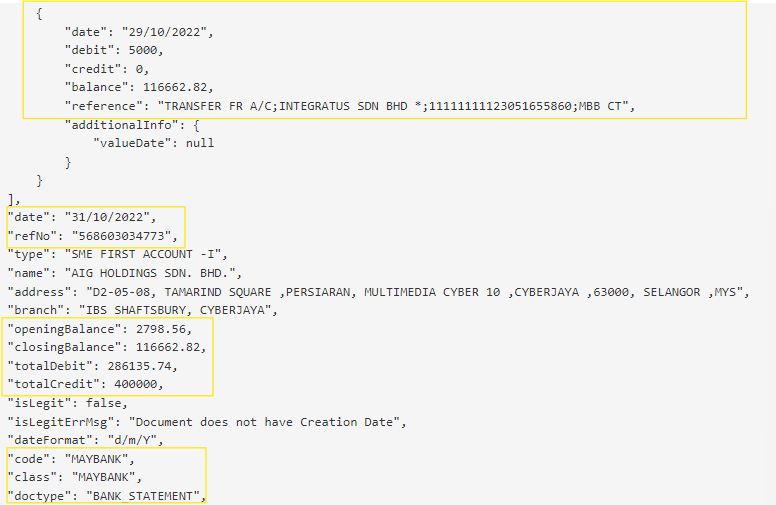 {
"date": "29/10/2022",
"debit": 5000,
"credit": 0,
"balance": 116662.82,
"reference": "TRANSFER FR A/C;INTEGRATUS SDN BHD *;11111111123051655860;MBB CT",
"additionalInfo": {
"valueDate": null
}
}
],
"date": "31/10/2022",
"refNo": "568603034773",
"type": "SME FIRST ACCOUNT -I",
"name": "AIG HOLDINGS SDN. BHD.",
"address": "D2-05-08, TAMARIND SQUARE ,PERSIARAN, MULTIMEDIA CYBER 10 ,CYBERJAYA ,63000, SELANGOR ,MYS",
"branch": "IBS SHAFTSBURY, CYBERJAYA",
"openingBalance": 2798.56,
"closingBalance": 116662.82,
"totalDebit": 286135.74,
"totalCredit": 400000,
"isLegit": false,
"isLegitErrMsg": "Document does not have Creation Date",
"dateFormat": "d/m/Y",
"code": "MAYBANK",
"class": "MAYBANK",
"doctype": "BANK_STATEMENT",